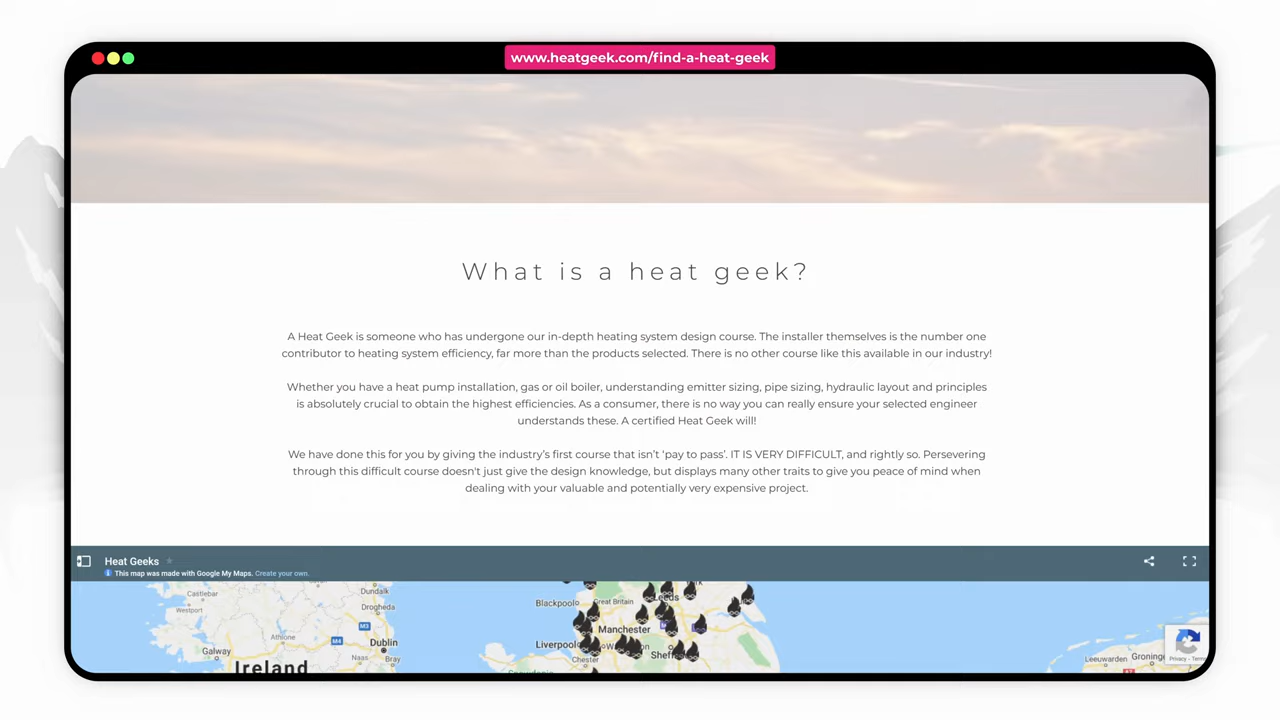 www.heatgeek.com/find-a-heat-geek
What is a heat geek?
A Heat Geek is someone who has undergone our in-depth heating system design course. The installer themselves is the number one
contributor to heating system efficiency, far more than the products selected. There is no other course like this available in our industry!
Whether you have a heat pump installation, gas or oil boiler, understanding emitter sizing, pipe sizing, hydraulic layout and principles
is absolutely crucial to obtain the highest efficiencies. As a consumer, there is no way you can really ensure your selected engineer
understands these. A certified Heat Geek will!
We have done this for you by giving the industry's first course that isn't 'pay to pass'. IT IS VERY DIFFICULT, and rightly so. Persevering
through this difficult course doesn't just give the design knowledge, but displays many other traits to give you peace of mind when
dealing with your valuable and potentially very expensive project.
Heat Geeks
This map was made with Google My Maps. Create your own.
Castlebar
Westport
Dundalk
Drogheda
M3
Athlone
M4
Dublin
Galway
Naas
Bray
Ireland
Blackpool
Great Britain
Manchester
Liverpool
Chester
Leeuwarden
Privacy - Terms